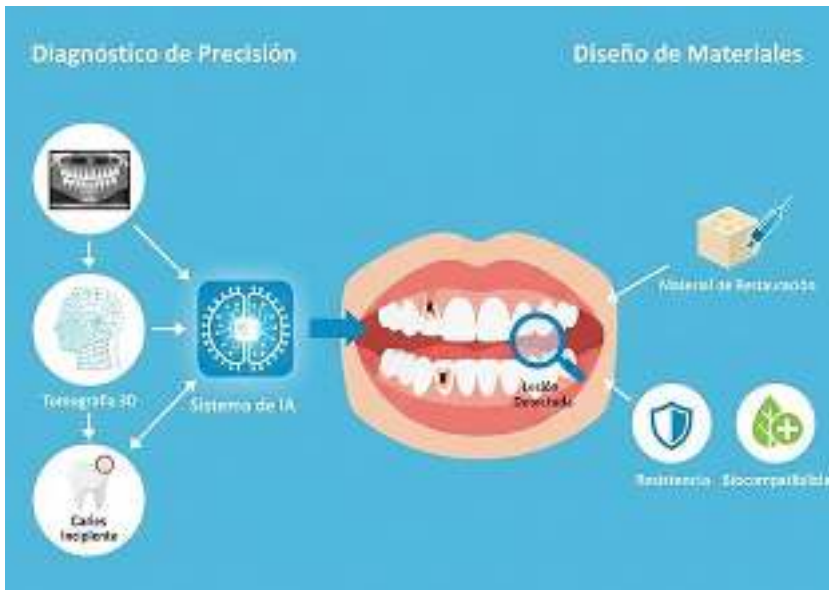 Diagnóstico de Precisión
Diseño de Materiales
Tomografía 3D
Sistema de IA
Caries
Incipiente
Lesión
Detectada
Material de Restauración
Resistencia